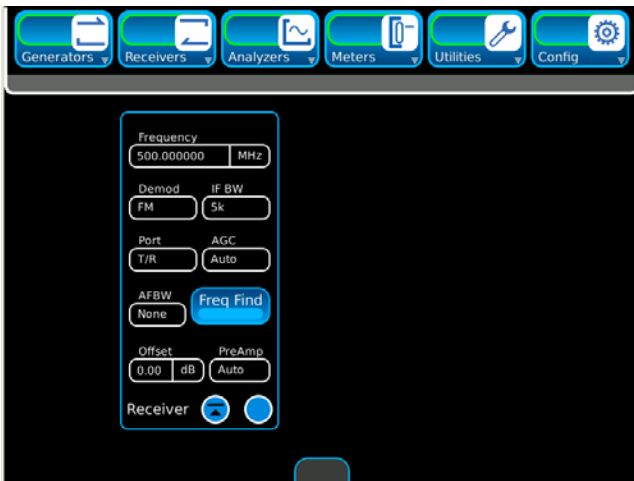 Generators Receivers Analyzers Meters Utilities Config
Frequency
500.000000 MHz
Demod IF BW
FM 5k
Port AGC
T/R Auto
AFBW Freq Find
None
Offset PreAmp
0.00 dB Auto
Receiver